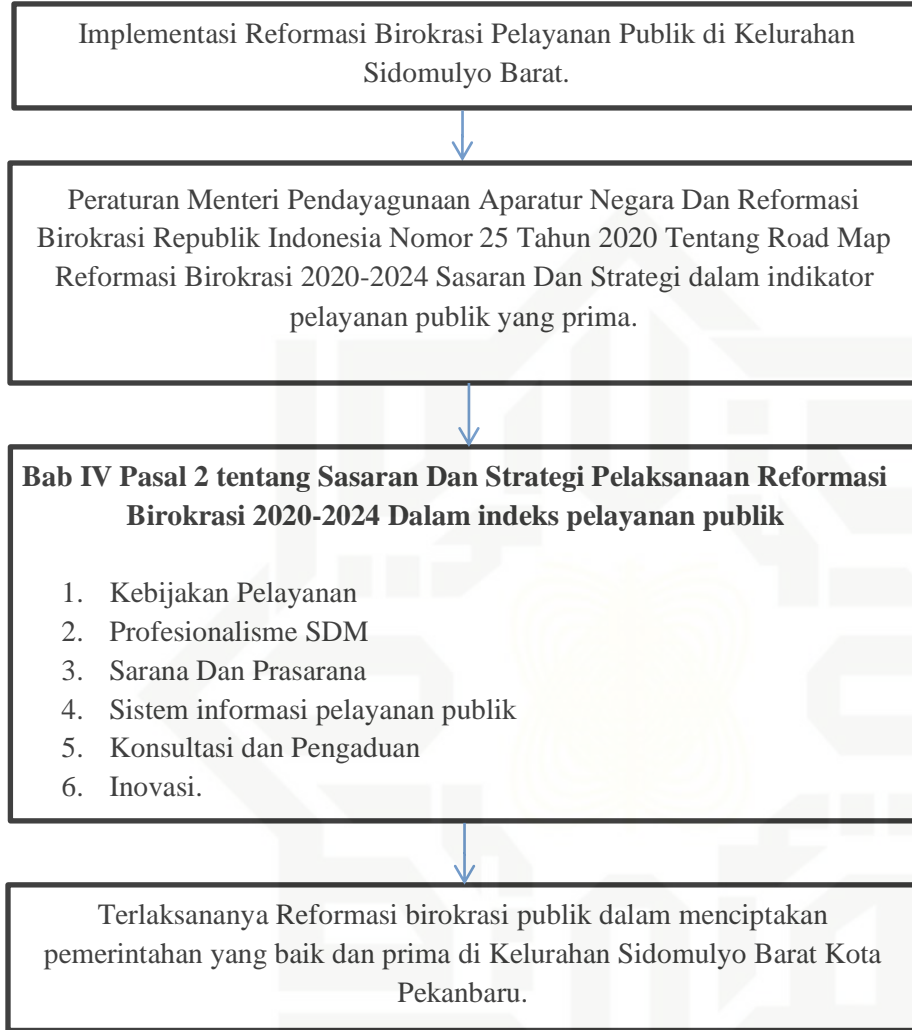 Implementasi Reformasi Birokrasi Pelayanan Publik di Kelurahan
Sidomulyo Barat.
Peraturan Menteri Pendayagunaan Aparatur Negara Dan Reformasi
Birokrasi Republik Indonesia Nomor 25 Tahun 2020 Tentang Road Map
Reformasi Birokrasi 2020-2024 Sasaran Dan Strategi dalam indikator
pelayanan publik yang prima.
Bab IV Pasal 2 tentang Sasaran Dan Strategi Pelaksanaan Reformasi
Birokrasi 2020-2024 Dalam indeks pelayanan publik
1. Kebijakan Pelayanan
2. Profesionalisme SDM
3. Sarana Dan Prasarana
4. Sistem informasi pelayanan publik
5. Konsultasi dan Pengaduan
6. Inovasi.
Terlaksananya Reformasi birokrasi publik dalam menciptakan
pemerintahan yang baik dan prima di Kelurahan Sidomulyo Barat Kota
Pekanbaru.